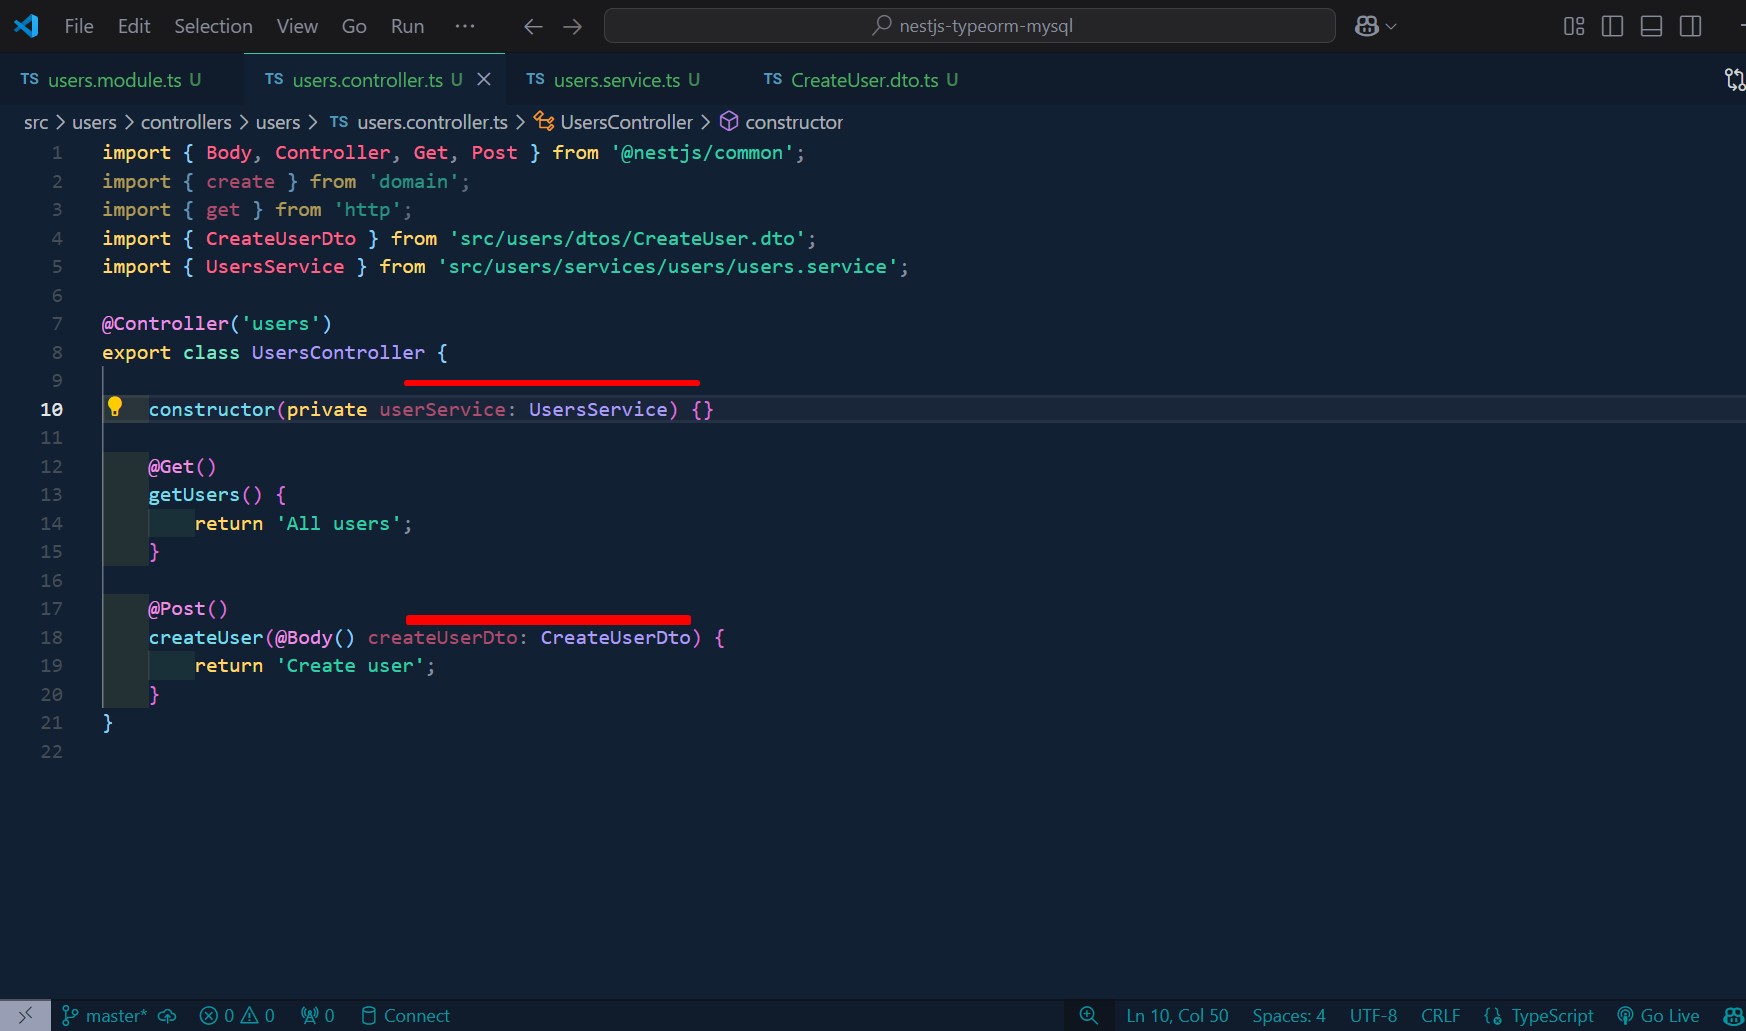 File Edit Selection View Go Run ··· nestjs-typeorm-mysql
TS users.module.ts U TS users.controller.ts U TS users.service.ts U TS CreateUser.dto.ts U
src > users > controllers > users > TS users.controller.ts > UsersController > constructor
1 import { Body, Controller, Get, Post } from '@nestjs/common';
2 import { create } from 'domain';
3 import { get } from 'http';
4 import { CreateUserDto } from 'src/users/dtos/CreateUser.dto';
5 import { UsersService } from 'src/users/services/users/users.service';
6
7 @Controller('users')
8 export class UsersController {
9
10 constructor(private userService: UsersService) {}
11
12 @Get()
13 getUsers() {
14 return 'All users';
15 }
16
17 @Post()
18 createUser(@Body() createUserDto: CreateUserDto) {
19 return 'Create user';
20 }
21 }
22
master* 0 0 0 Connect Ln 10, Col 50 Spaces: 4 UTF-8 CRLF {} TypeScript Go Live